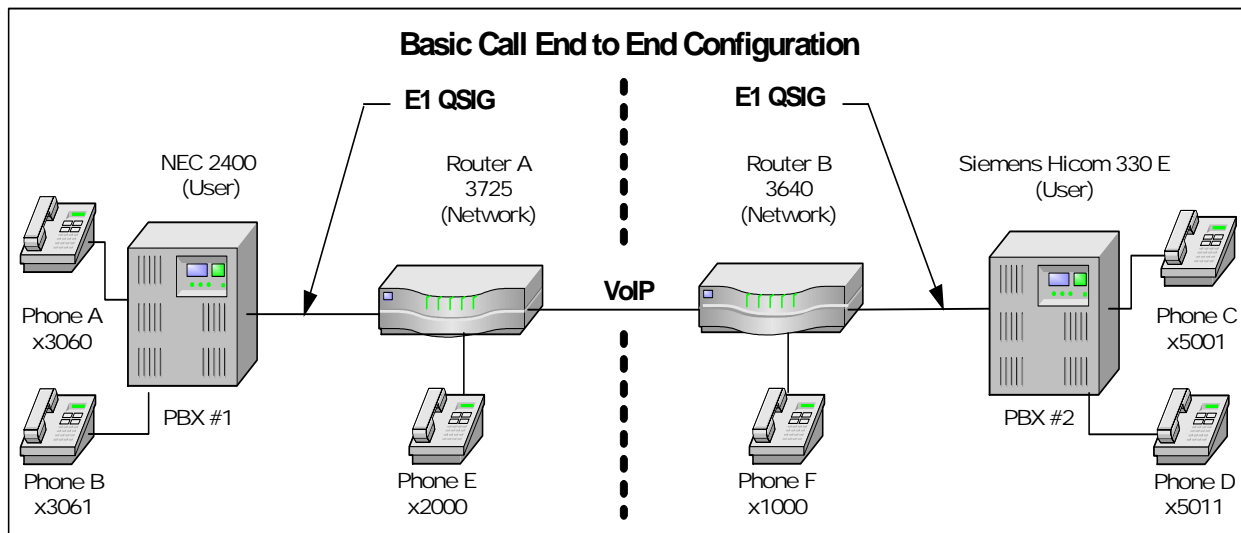 Basic Call End to End Configuration
E1 QSIG
E1 QSIG
NEC 2400
(User)
Router A
3725
(Network)
Router B
3640
(Network)
Siemens Hicom 330 E
(User)
VoIP
Phone A
x3060
Phone C
x5001
PBX #1
PBX #2
Phone B
x3061
Phone E
x2000
Phone F
x1000
Phone D
x5011